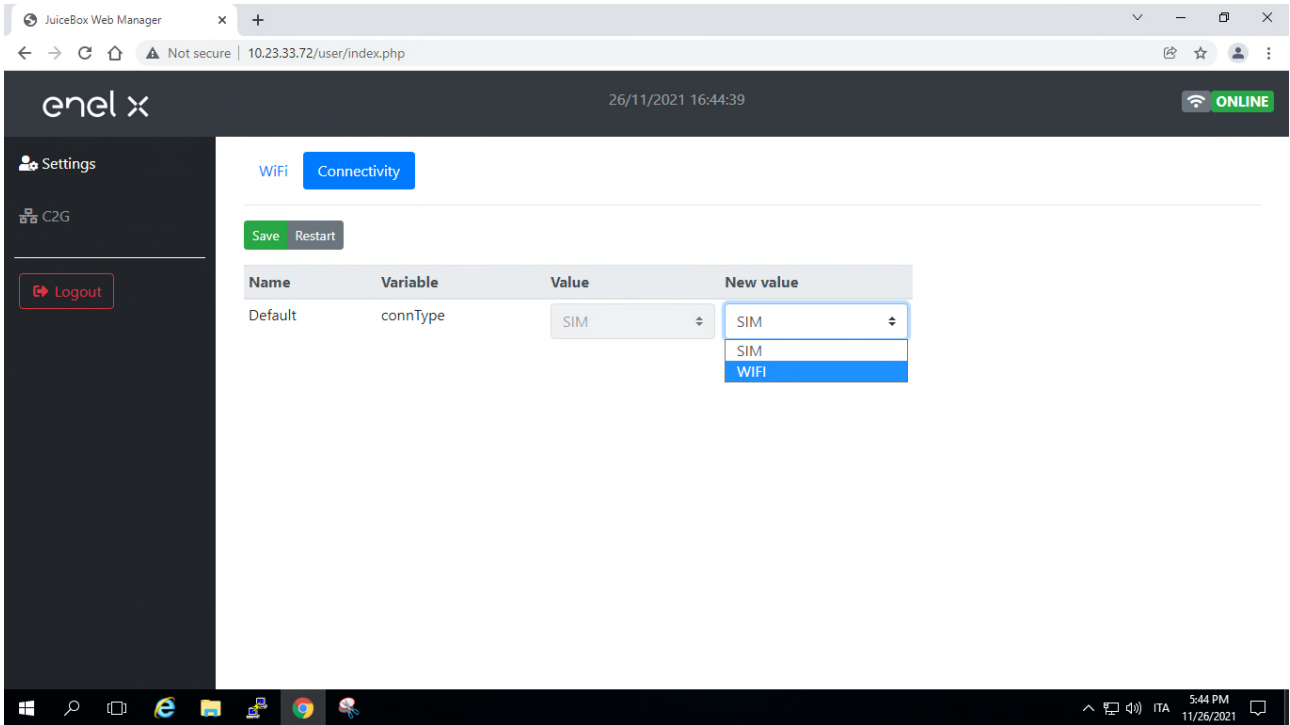 JuiceBox Web Manager
Not secure 10.23.33.72/user/index.php
enel x
26/11/2021 16:44:39
ONLINE
Settings
C2G
Logout
WiFi Connectivity
Save Restart
Name Variable Value New value
Default connType SIM SIM
SIM
WIFI
ITA
5:44 PM
11/26/2021